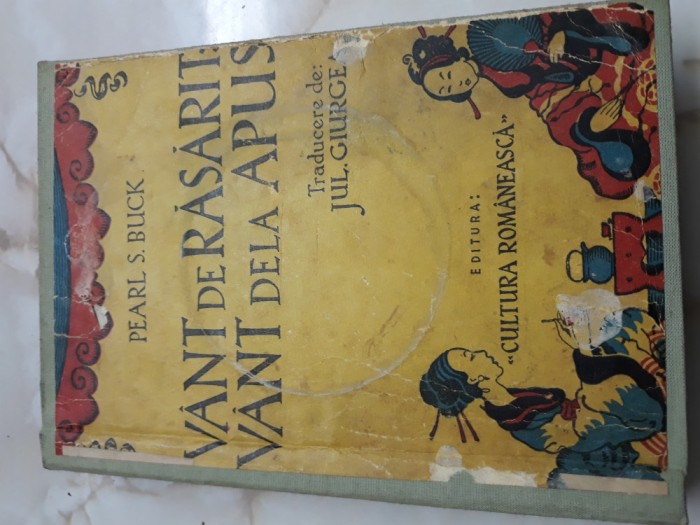 PEARL S. BUCK
VÂNT DE RĂSĂRIT:
VÂNT DELA APUS
Traducere de:
JUL. GIURGEA
EDITURA:
"CULTURA ROMÂNEASCĂ"